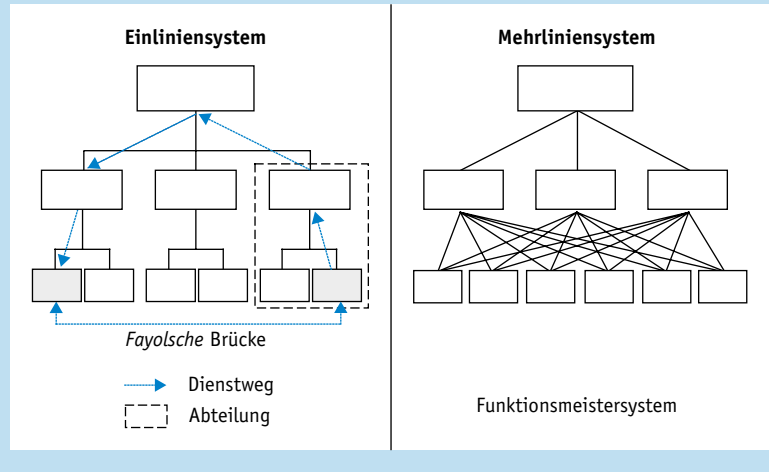 Einliniensystem
Mehrliniensystem
Fayolsche Brücke
Dienstweg
Abteilung
Funktionsmeistersystem